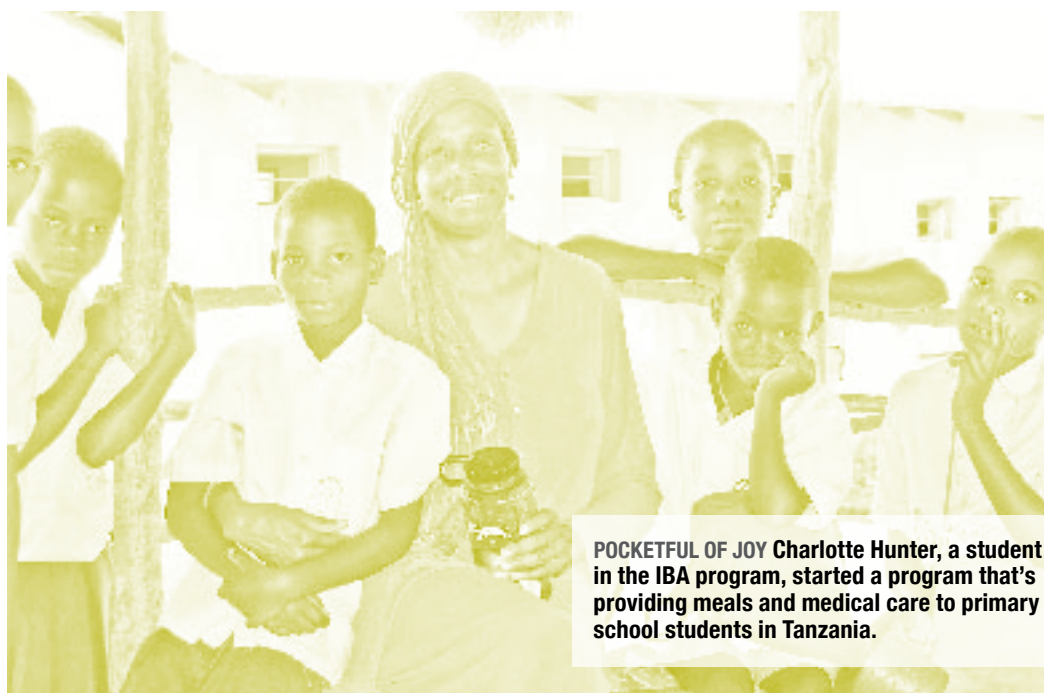 POCKETFUL OF JOY Charlotte Hunter, a student
in the IBA program, started a program that’s
providing meals and medical care to primary
school students in Tanzania.